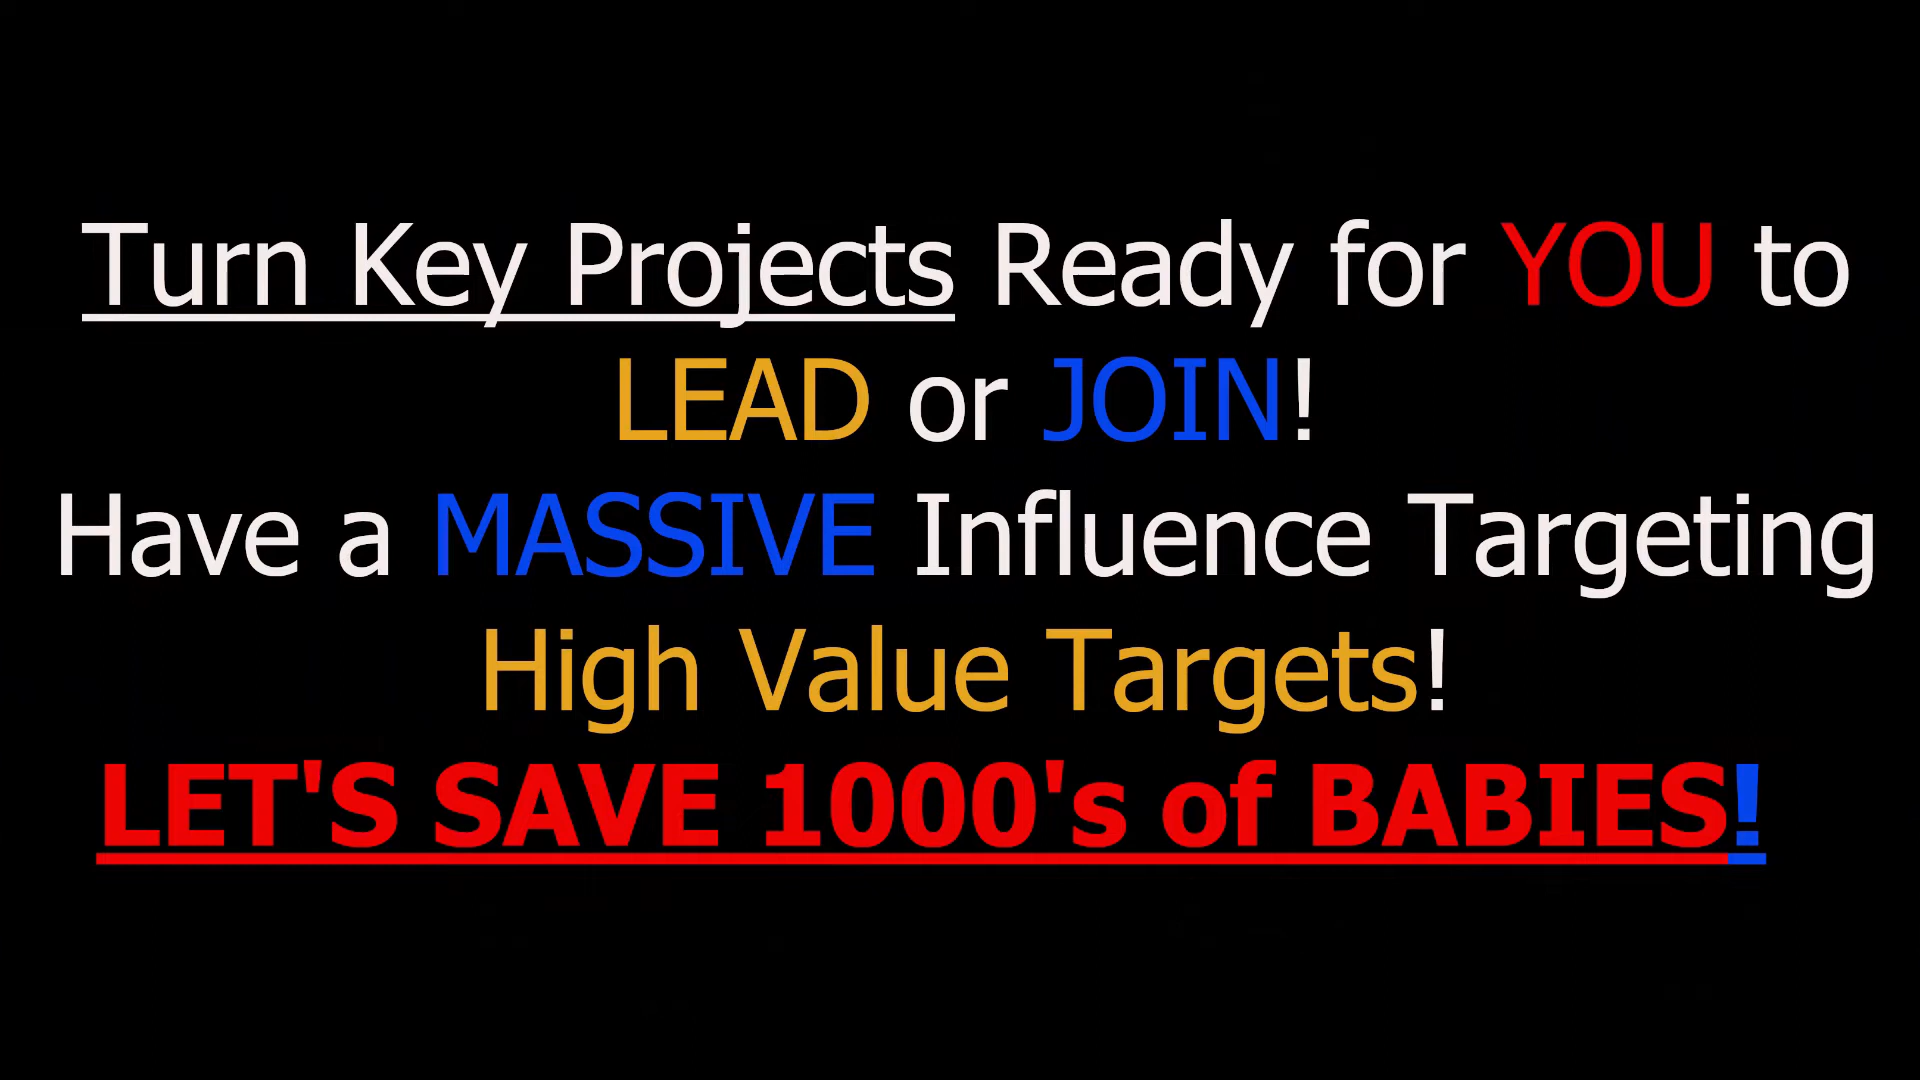 Turn Key Projects Ready for YOU to
LEAD or JOIN!
Have a MASSIVE Influence Targeting
High Value Targets!
LET'S SAVE 1000's of BABIES!